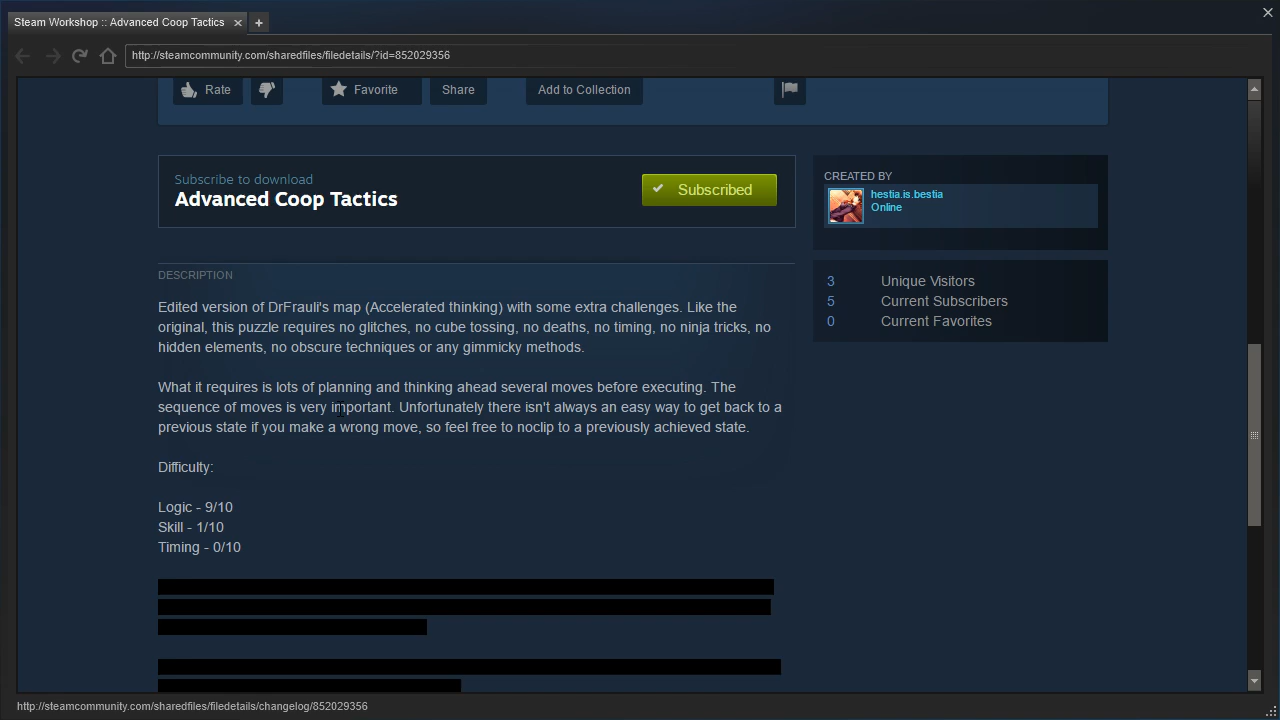 Steam Workshop :: Advanced Coop Tactics
http://steamcommunity.com/sharedfiles/filedetails/?id=852029356
Rate
Favorite
Share
Add to Collection
Subscribe to download
Advanced Coop Tactics
Subscribed
CREATED BY
hestia.is.bestia
Online
3 Unique Visitors
5 Current Subscribers
0 Current Favorites
DESCRIPTION
Edited version of DrFrauli's map (Accelerated thinking) with some extra challenges. Like the
original, this puzzle requires no glitches, no cube tossing, no deaths, no timing, no ninja tricks, no
hidden elements, no obscure techniques or any gimmicky methods.
What it requires is lots of planning and thinking ahead several moves before executing. The
sequence of moves is very important. Unfortunately there isn't always an easy way to get back to a
previous state if you make a wrong move, so feel free to noclip to a previously achieved state.
Difficulty:
Logic - 9/10
Skill - 1/10
Timing - 0/10
http://steamcommunity.com/sharedfiles/filedetails/changelog/852029356